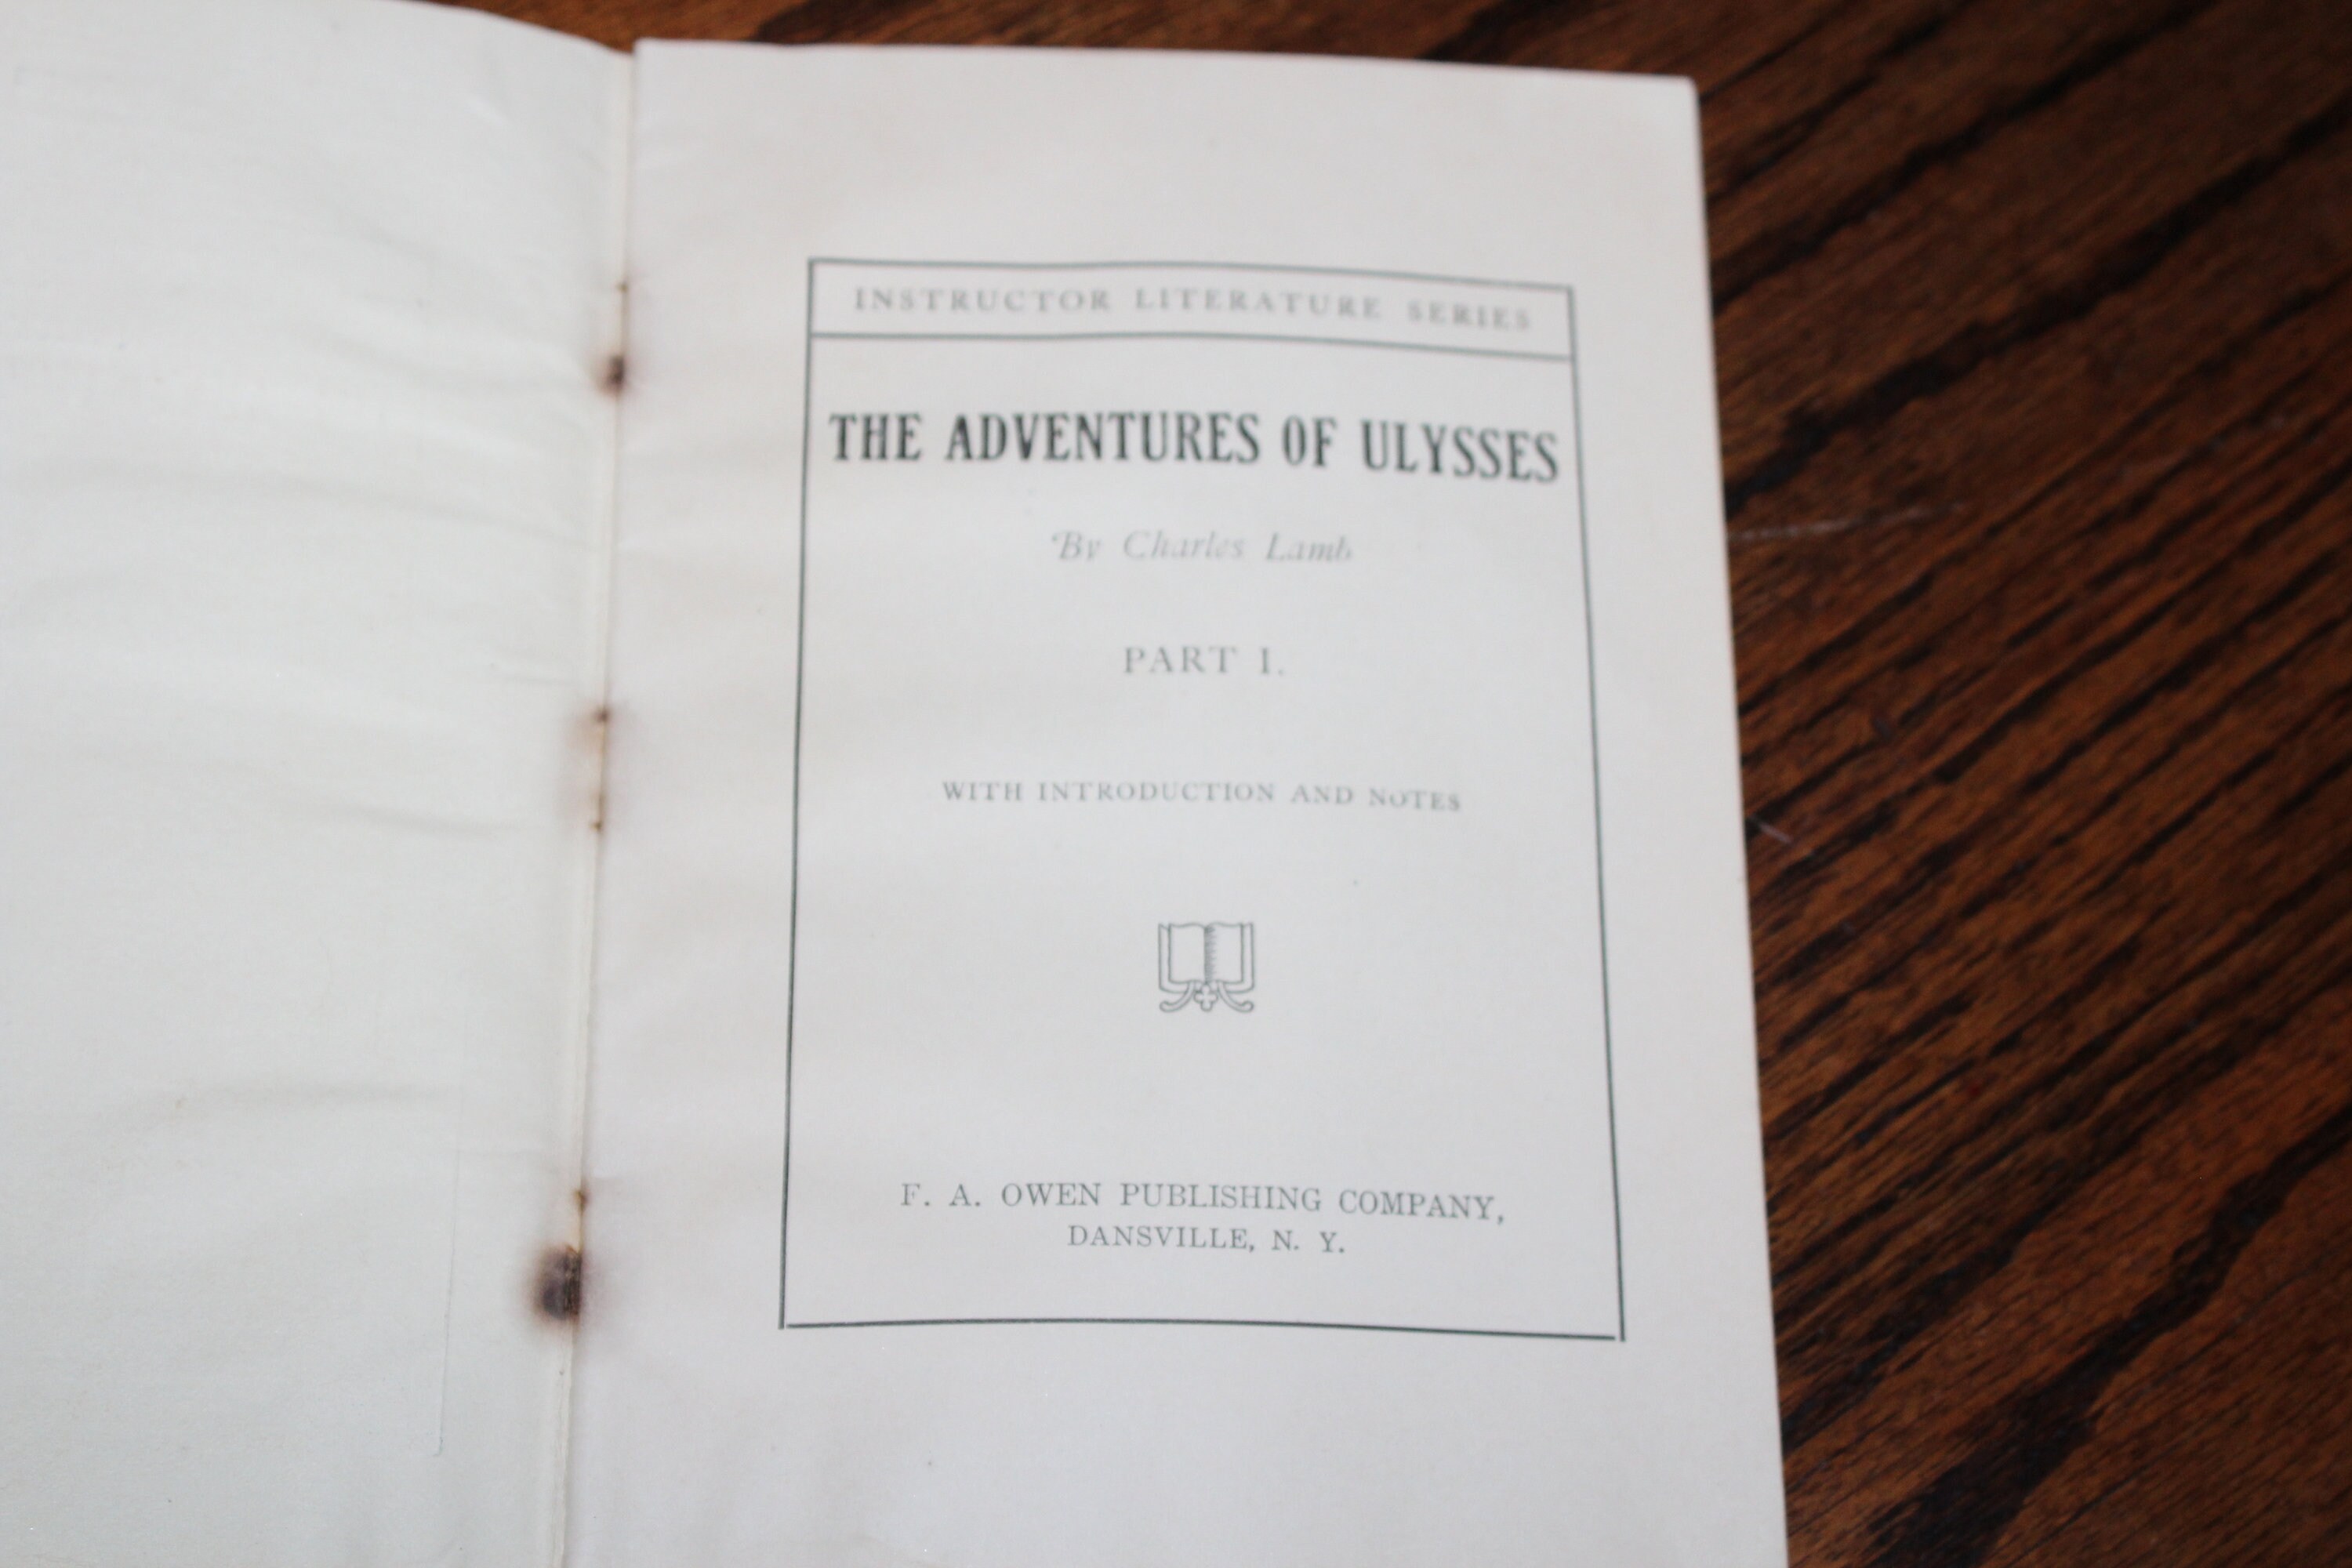 INSTRUCTOR LITERATURE SERIES
THE ADVENTURES OF ULYSSES
By Charles Lamb
PART I.
WITH INTRODUCTION AND NOTES
F. A. OWEN PUBLISHING COMPANY,
DANSVILLE, N. Y.